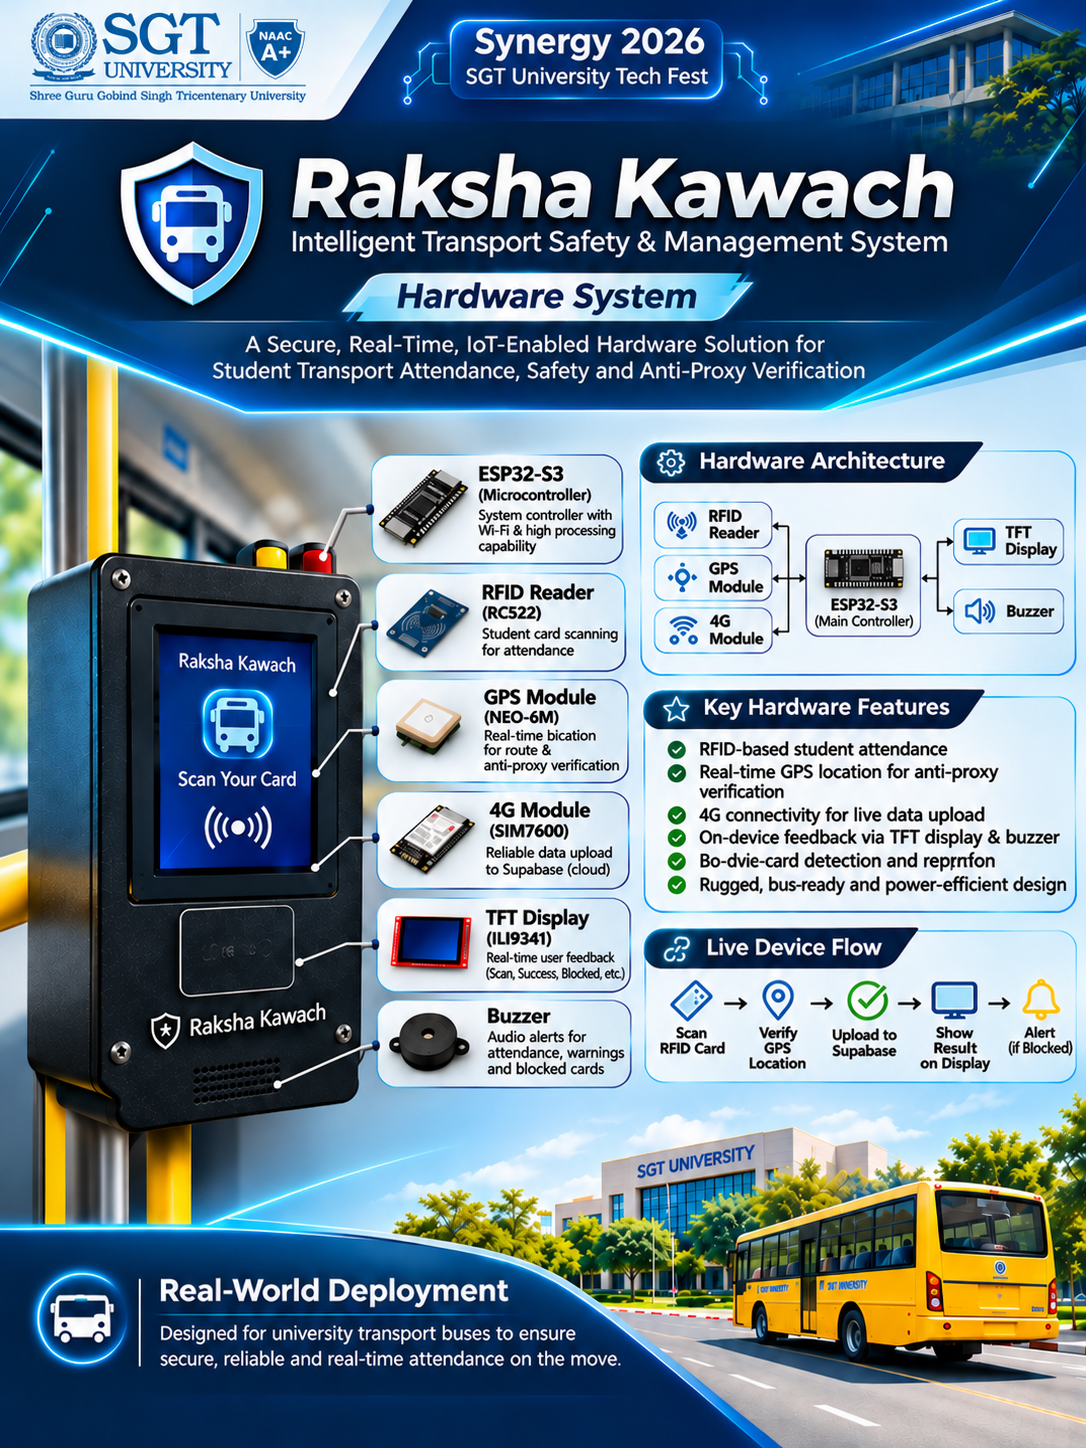 SGT
UNIVERSITY
NAAC
A+
Shree Guru Gobind Singh Tricentenary University
Synergy 2026
SGT University Tech Fest
Raksha Kawach
Intelligent Transport Safety & Management System
Hardware System
A Secure, Real-Time, IoT-Enabled Hardware Solution for
Student Transport Attendance, Safety and Anti-Proxy Verification
Raksha Kawach
Scan Your Card
Raksha Kawach
ESP32-S3
(Microcontroller)
System controller with
Wi-Fi & high processing
capability
RFID Reader
(RC522)
Student card scanning
for attendance
GPS Module
(NEO-6M)
Real-time bication
for route &
anti-proxy verification
4G Module
(SIM7600)
Reliable data upload
to Supabase (cloud)
TFT Display
(ILI9341)
Real-time user feedback
(Scan, Success, Blocked, etc.)
Buzzer
Audio alerts for
attendance, warnings
and blocked cards
Hardware Architecture
RFID
Reader
GPS
Module
4G
Module
ESP32-S3
(Main Controller)
TFT
Display
Buzzer
Key Hardware Features
RFID-based student attendance
Real-time GPS location for anti-proxy
verification
4G connectivity for live data upload
On-device feedback via TFT display & buzzer
Bo-dvie-card detection and reprnfon
Rugged, bus-ready and power-efficient design
Live Device Flow
Scan
RFID Card
Verify
GPS
Location
Upload to
Supabase
Show
Result
on Display
Alert
(if Blocked)
SGT UNIVERSITY
Real-World Deployment
Designed for university transport buses to ensure
secure, reliable and real-time attendance on the move.